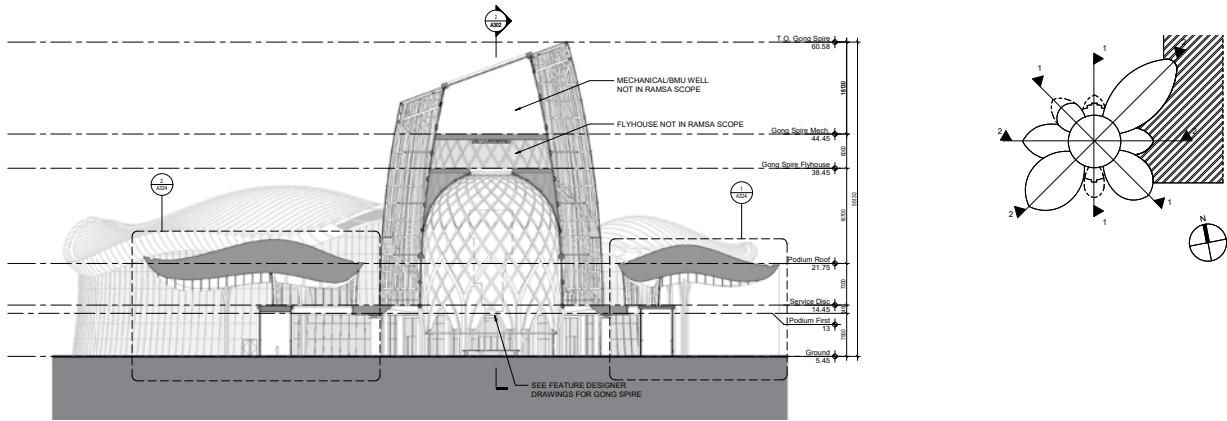 2
A302
T.O. Gong Spire
60.58
MECHANICAL/BMU WELL
NOT IN RAMSA SCOPE
FLYHOUSE NOT IN RAMSA SCOPE
Gong Spire Mech.
44.45
Gong Spire Flyhouse
38.45
2
A324
1
A324
Podium Roof
21.75
Service Disc
14.45
Podium First
13
Ground
5.45
SEE FEATURE DESIGNER
DRAWINGS FOR GONG SPIRE
1
1
2
2
2
2
1
1
N